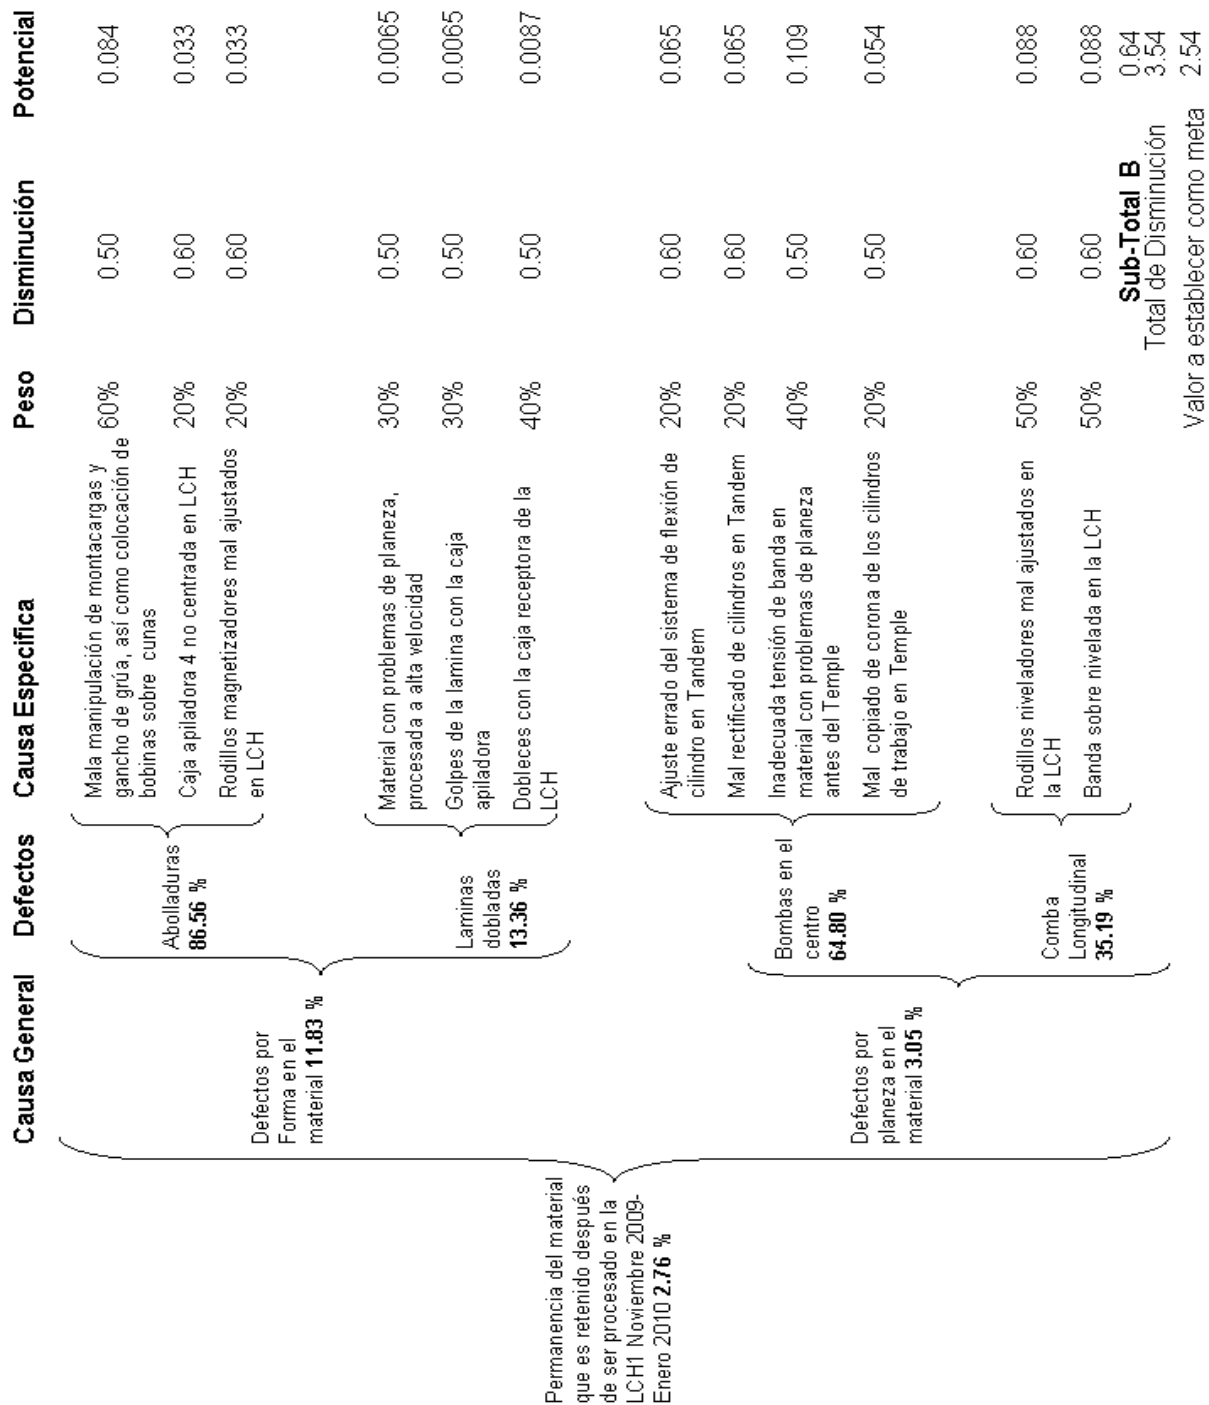 Causa General Defectos Causa Especifica Peso Disminución Potencial
Permanencia del material
que es retenido después
de ser procesado en la
LCH1 Noviembre 2009-
Enero 2010 2.76 %
Defectos por
Forma en el
material 11.83 %
Abolladuras
86.56 %
Mala manipulación de montacargas y
gancho de grúa, así como colocación de
bobinas sobre cunas
60% 0.50 0.084
Caja apiladora 4 no centrada en LCH 20% 0.60 0.033
Rodillos magnetizadores mal ajustados
en LCH
20% 0.60 0.033
Laminas
dobladas
13.36 %
Material con problemas de planeza,
procesada a alta velocidad
30% 0.50 0.0065
Golpes de la lamina con la caja
apiladora
30% 0.50 0.0065
Dobleces con la caja receptora de la
LCH
40% 0.50 0.0087
Defectos por
planeza en el
material 3.05 %
Bombas en el
centro
64.80 %
Ajuste errado del sistema de flexión de
cilindro en Tandem
20% 0.60 0.065
Mal rectificado de cilindros en Tandem 20% 0.60 0.065
Inadecuada tensión de banda en
material con problemas de planeza
antes del Temple
40% 0.50 0.109
Mal copiado de corona de los cilindros
de trabajo en Temple
20% 0.50 0.054
Comba
Longitudinal
35.19 %
Rodillos niveladores mal ajustados en
la LCH
50% 0.60 0.088
Banda sobre nivelada en la LCH 50% 0.60 0.088
Sub-Total B 0.64
Total de Disminución 3.54
Valor a establecer como meta 2.54